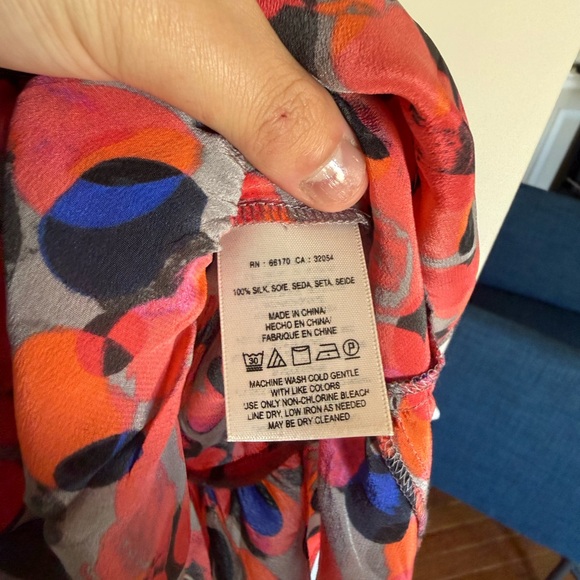 RN : 66170 CA : 32054
100% SILK, SOIE, SEDA, SETA, SEIDE
MADE IN CHINA/
HECHO EN CHINA/
FABRIQUE EN CHINE
30 P
MACHINE WASH COLD GENTLE
WITH LIKE COLORS
USE ONLY NON-CHLORINE BLEACH
LINE DRY, LOW IRON AS NEEDED
MAY BE DRY CLEANED